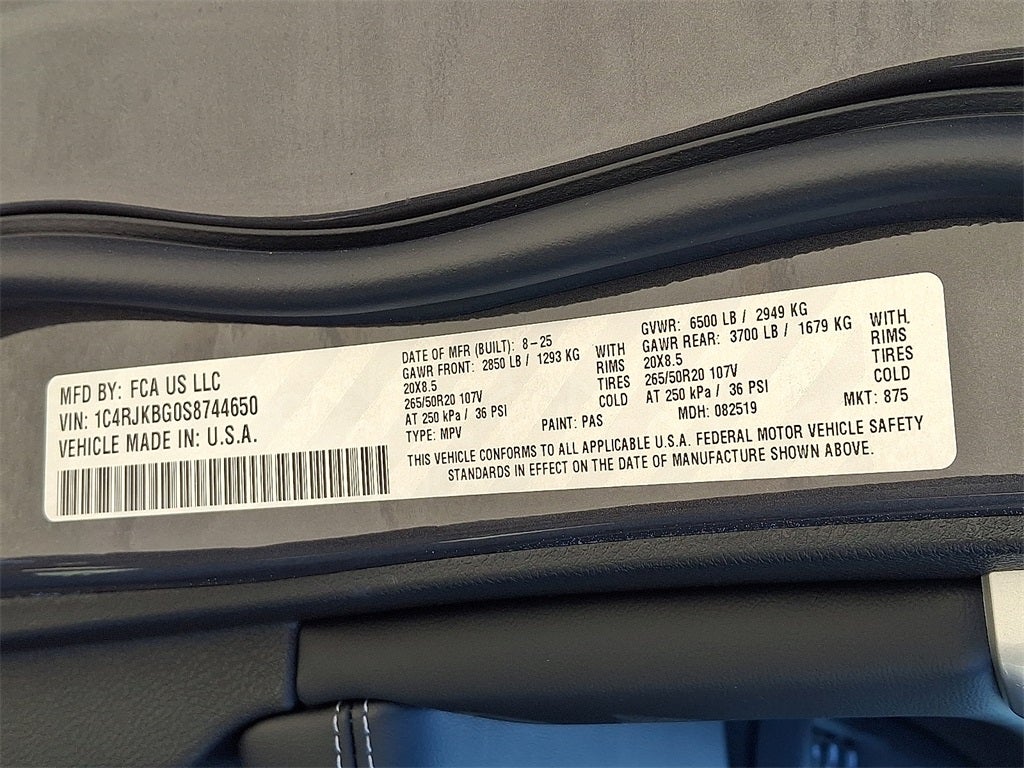 MFD BY: FCA US LLC
VIN: 1C4RJKBG0S8744650
VEHICLE MADE IN: U.S.A.
DATE OF MFR (BUILT): 8-25
GAWR FRONT: 2850 LB / 1293 KG WITH
20X8.5 RIMS
265/50R20 107V TIRES
AT 250 kPa / 36 PSI COLD
TYPE: MPV PAINT: PAS
GVWR: 6500 LB / 2949 KG
GAWR REAR: 3700 LB / 1679 KG WITH
20X8.5 RIMS
265/50R20 107V TIRES
AT 250 kPa / 36 PSI COLD
MDH: 082519 MKT: 875
THIS VEHICLE CONFORMS TO ALL APPLICABLE U.S.A. FEDERAL MOTOR VEHICLE SAFETY
STANDARDS IN EFFECT ON THE DATE OF MANUFACTURE SHOWN ABOVE.